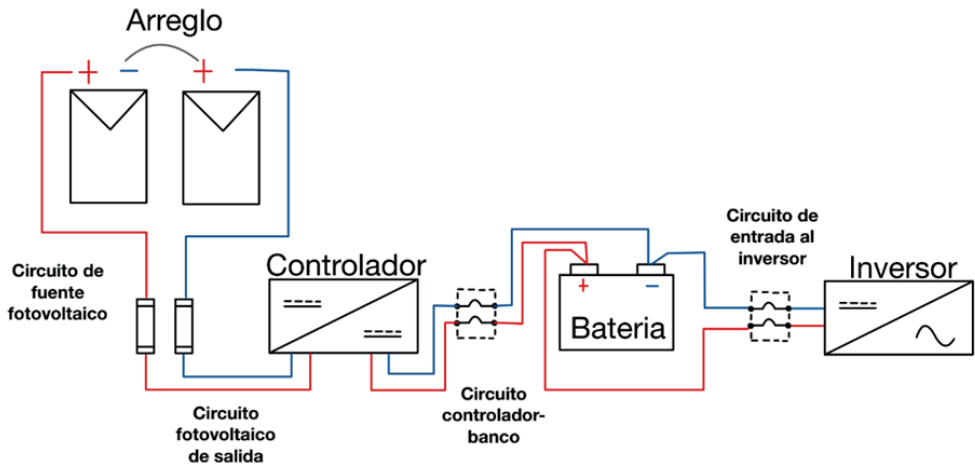 Arreglo
+ − +  −
Circuito de
fuente
fotovoltaico
Controlador
Circuito
fotovoltaico
de salida
Circuito
controlador-
banco
+ −
Bateria
Circuito de
entrada al
inversor
Inversor